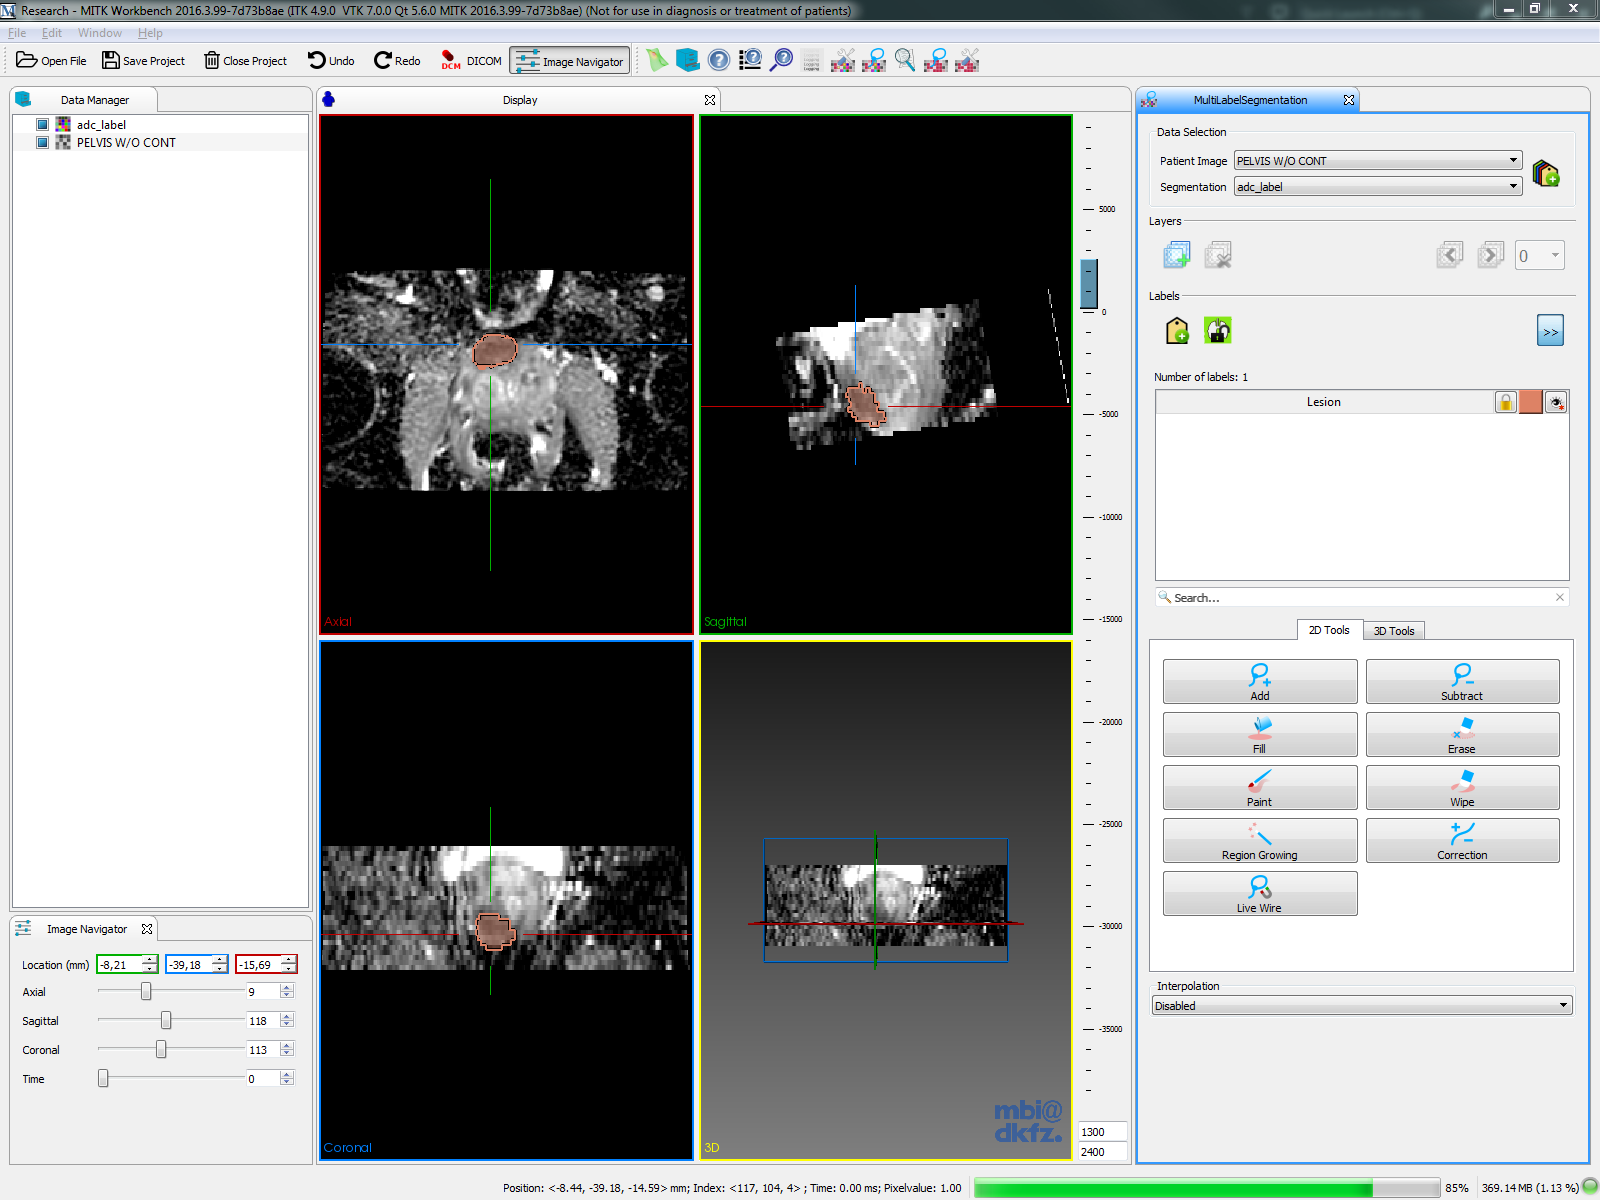 Research - MITK Workbench 2016.3.99-7d73b8ae (ITK 4.9.0  VTK 7.0.0 Qt 5.6.0 MITK 2016.3.99-7d73b8ae) (Not for use in diagnosis or treatment of patients)
File Edit Window Help
Open File Save Project Close Project Undo Redo DCM DICOM Image Navigator
Data Manager
adc_label
PELVIS W/O CONT
Display
Axial
Sagittal
Coronal
3D
mbi@
dkfz.
5000
0
-5000
-10000
-15000
-20000
-25000
-30000
-35000
1300
2400
MultiLabelSegmentation
Data Selection
Patient Image PELVIS W/O CONT
Segmentation adc_label
Layers
0
Labels
>>
Number of labels: 1
Lesion
Search...
2D Tools 3D Tools
Add Subtract
Fill Erase
Paint Wipe
Region Growing Correction
Live Wire
Interpolation
Disabled
Image Navigator
Location (mm) -8,21 -39,18 -15,69
Axial 9
Sagittal 118
Coronal 113
Time 0
Position: <-8.44, -39.18, -14.59> mm; Index: <117, 104, 4> ; Time: 0.00 ms; Pixelvalue: 1.00 85% 369.14 MB (1.13 %)